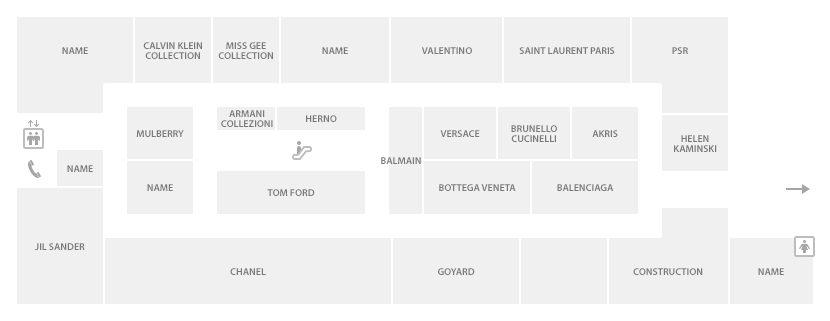 NAME
CALVIN KLEIN
COLLECTION
MISS GEE
COLLECTION
NAME
VALENTINO
SAINT LAURENT PARIS
PSR
MULBERRY
ARMANI
COLLEZIONI
HERNO
BALMAIN
VERSACE
BRUNELLO
CUCINELLI
AKRIS
HELEN
KAMINSKI
NAME
NAME
TOM FORD
BOTTEGA VENETA
BALENCIAGA
JIL SANDER
CHANEL
GOYARD
CONSTRUCTION
NAME